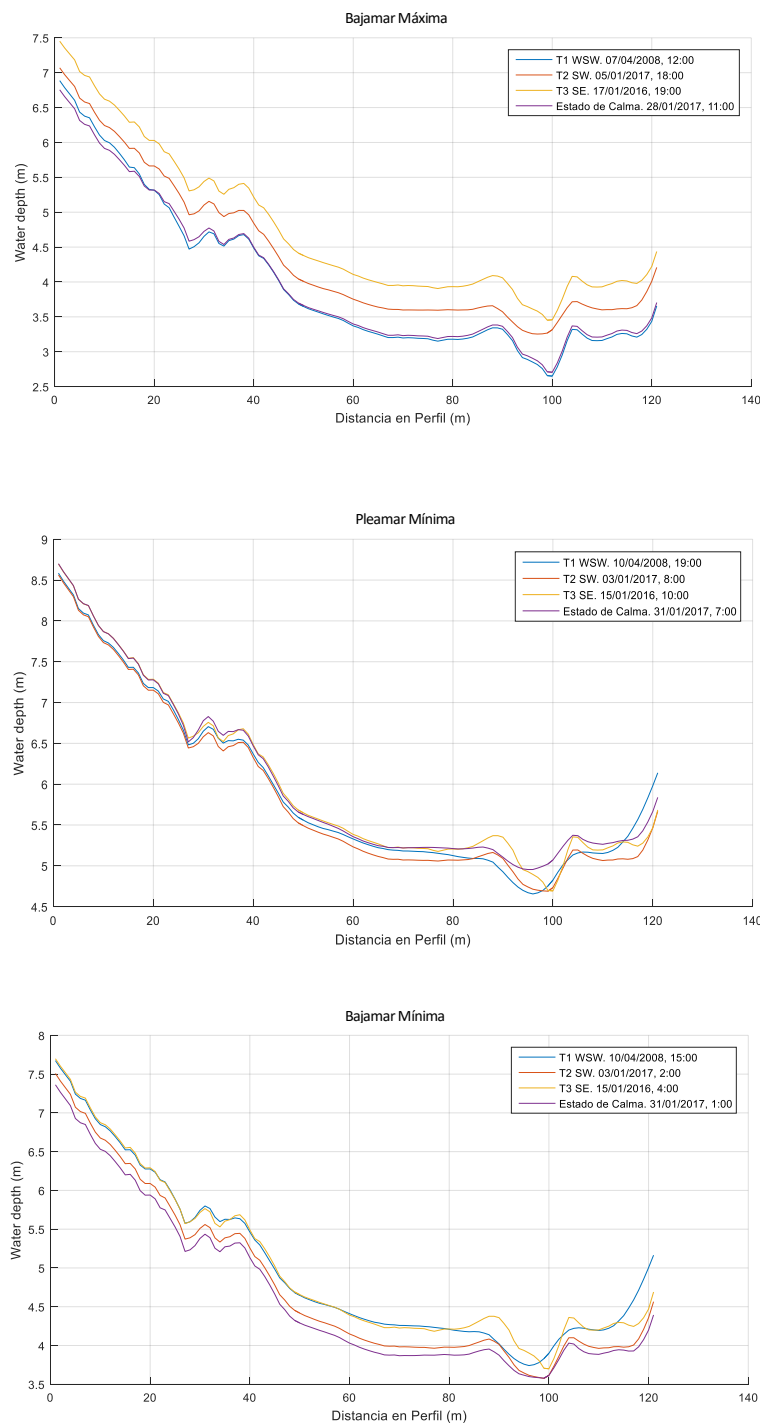 Bajamar Máxima
7.5
7
6.5
6
5.5
5
4.5
4
3.5
3
2.5
Water depth (m)
T1 WSW. 07/04/2008, 12:00
T2 SW. 05/01/2017, 18:00
T3 SE. 17/01/2016, 19:00
Estado de Calma. 28/01/2017, 11:00
0 20 40 60 80 100 120 140
Distancia en Perfil (m)
Pleamar Mínima
9
8.5
8
7.5
7
6.5
6
5.5
5
4.5
Water depth (m)
T1 WSW. 10/04/2008, 19:00
T2 SW. 03/01/2017, 8:00
T3 SE. 15/01/2016, 10:00
Estado de Calma. 31/01/2017, 7:00
0 20 40 60 80 100 120 140
Distancia en Perfil (m)
Bajamar Mínima
8
7.5
7
6.5
6
5.5
5
4.5
4
3.5
Water depth (m)
T1 WSW. 10/04/2008, 15:00
T2 SW. 03/01/2017, 2:00
T3 SE. 15/01/2016, 4:00
Estado de Calma. 31/01/2017, 1:00
0 20 40 60 80 100 120 140
Distancia en Perfil (m)